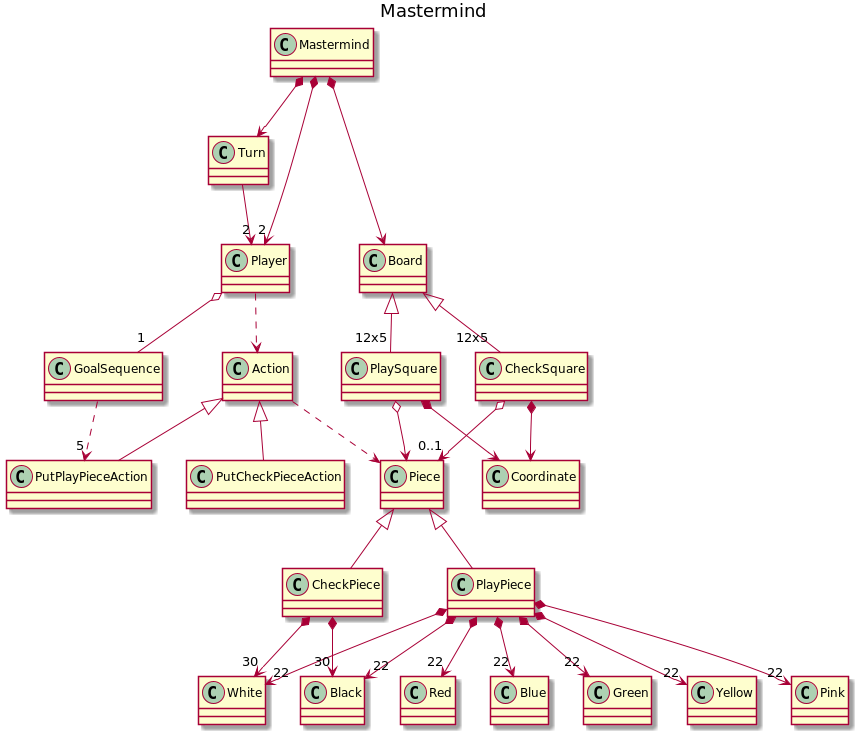 Mastermind
C Mastermind
C Turn
2 2
C Player
C Board
1
12x5
12x5
C GoalSequence
C Action
C PlaySquare
C CheckSquare
5
0..1
C PutPlayPieceAction
C PutCheckPieceAction
C Piece
C Coordinate
C CheckPiece
C PlayPiece
30
22
30
22
22
22
22
22
22
C White
C Black
C Red
C Blue
C Green
C Yellow
C Pink